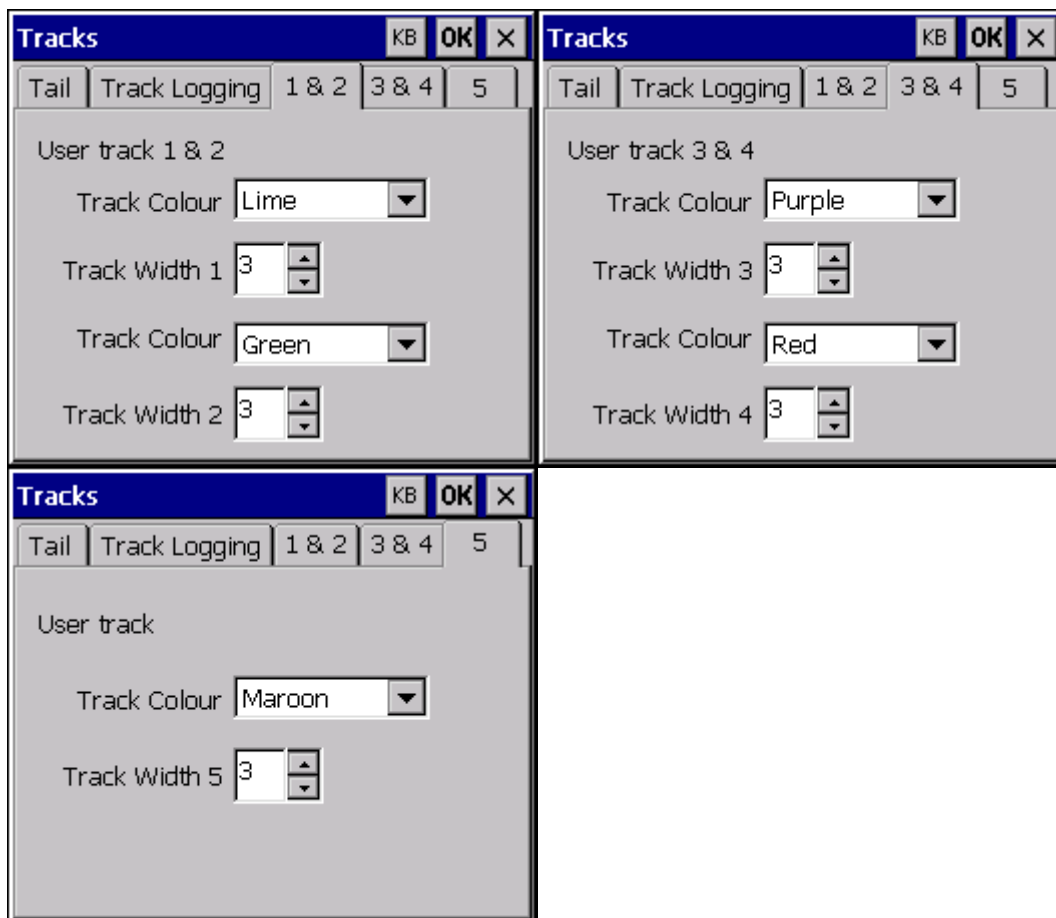 Tracks KB OK ×
Tail Track Logging 1 & 2 3 & 4 5
User track 1 & 2
Track Colour Lime
Track Width 1 3
Track Colour Green
Track Width 2 3
Tracks KB OK ×
Tail Track Logging 1 & 2 3 & 4 5
User track 3 & 4
Track Colour Purple
Track Width 3 3
Track Colour Red
Track Width 4 3
Tracks KB OK ×
Tail Track Logging 1 & 2 3 & 4 5
User track
Track Colour Maroon
Track Width 5 3